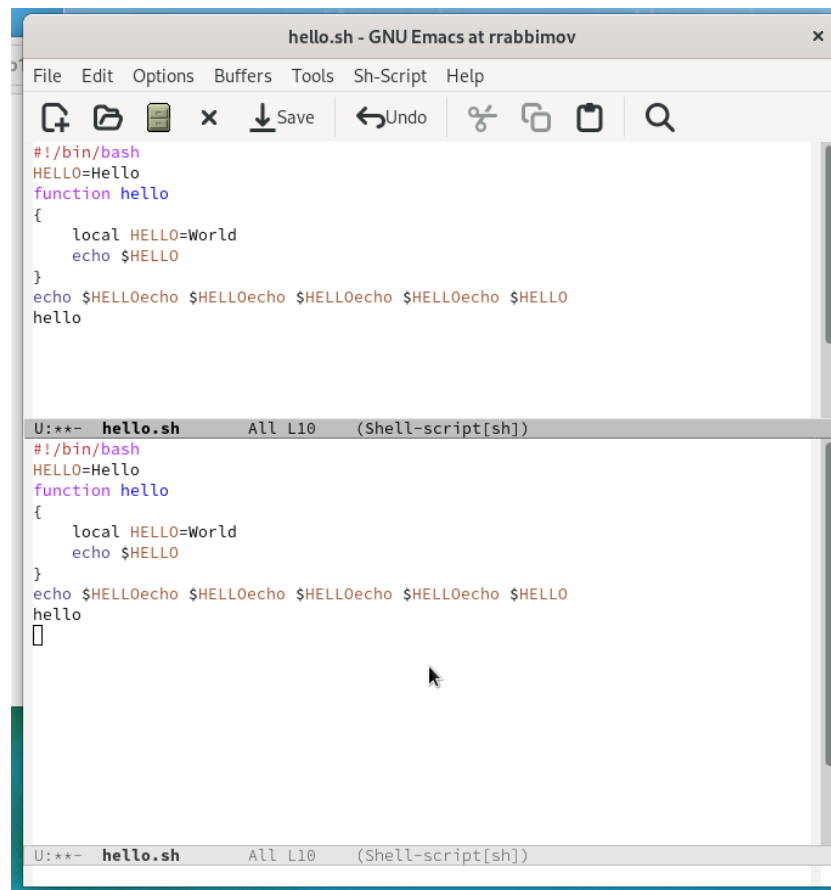 hello.sh - GNU Emacs at rrabbimov
File Edit Options Buffers Tools Sh-Script Help
Save Undo
#!/bin/bash
HELLO=Hello
function hello
{
    local HELLO=World
    echo $HELLO
}
echo $HELLOecho $HELLOecho $HELLOecho $HELLOecho $HELLO
hello
U:**-  hello.sh       All L10    (Shell-script[sh])
#!/bin/bash
HELLO=Hello
function hello
{
    local HELLO=World
    echo $HELLO
}
echo $HELLOecho $HELLOecho $HELLOecho $HELLOecho $HELLO
hello
U:**-  hello.sh       All L10    (Shell-script[sh])